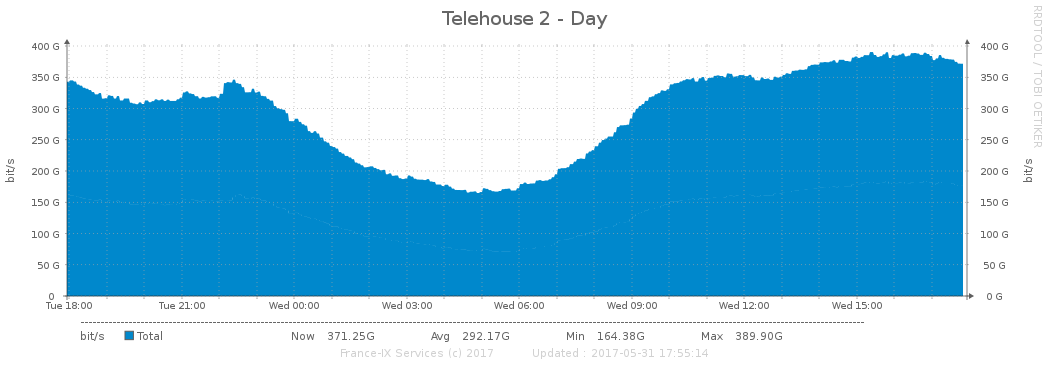 Telehouse 2 - Day
RRDTOOL / TOBI OETIKER
bit/s
400 G 400 G
350 G 350 G
300 G 300 G
250 G 250 G
200 G 200 G
150 G 150 G
100 G 100 G
50 G 50 G
0 0 G
bit/s
Tue 18:00 Tue 21:00 Wed 00:00 Wed 03:00 Wed 06:00 Wed 09:00 Wed 12:00 Wed 15:00
bit/s Total Now 371.25G Avg 292.17G Min 164.38G Max 389.90G
France-IX Services (c) 2017 Updated : 2017-05-31 17:55:14